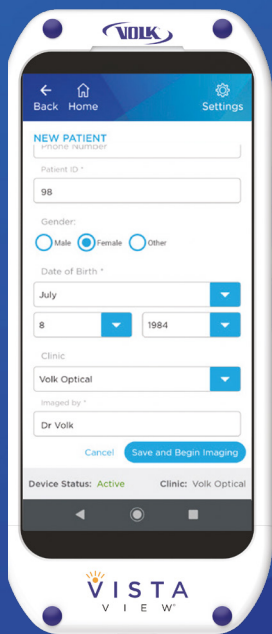 VOLK
Back Home Settings
NEW PATIENT
Phone Number
Patient ID *
98
Gender:
Male Female Other
Date of Birth *
July
8 1984
Clinic
Volk Optical
Imaged by *
Dr Volk
Cancel Save and Begin Imaging
Device Status: Active Clinic: Volk Optical
VISTA
VIEW